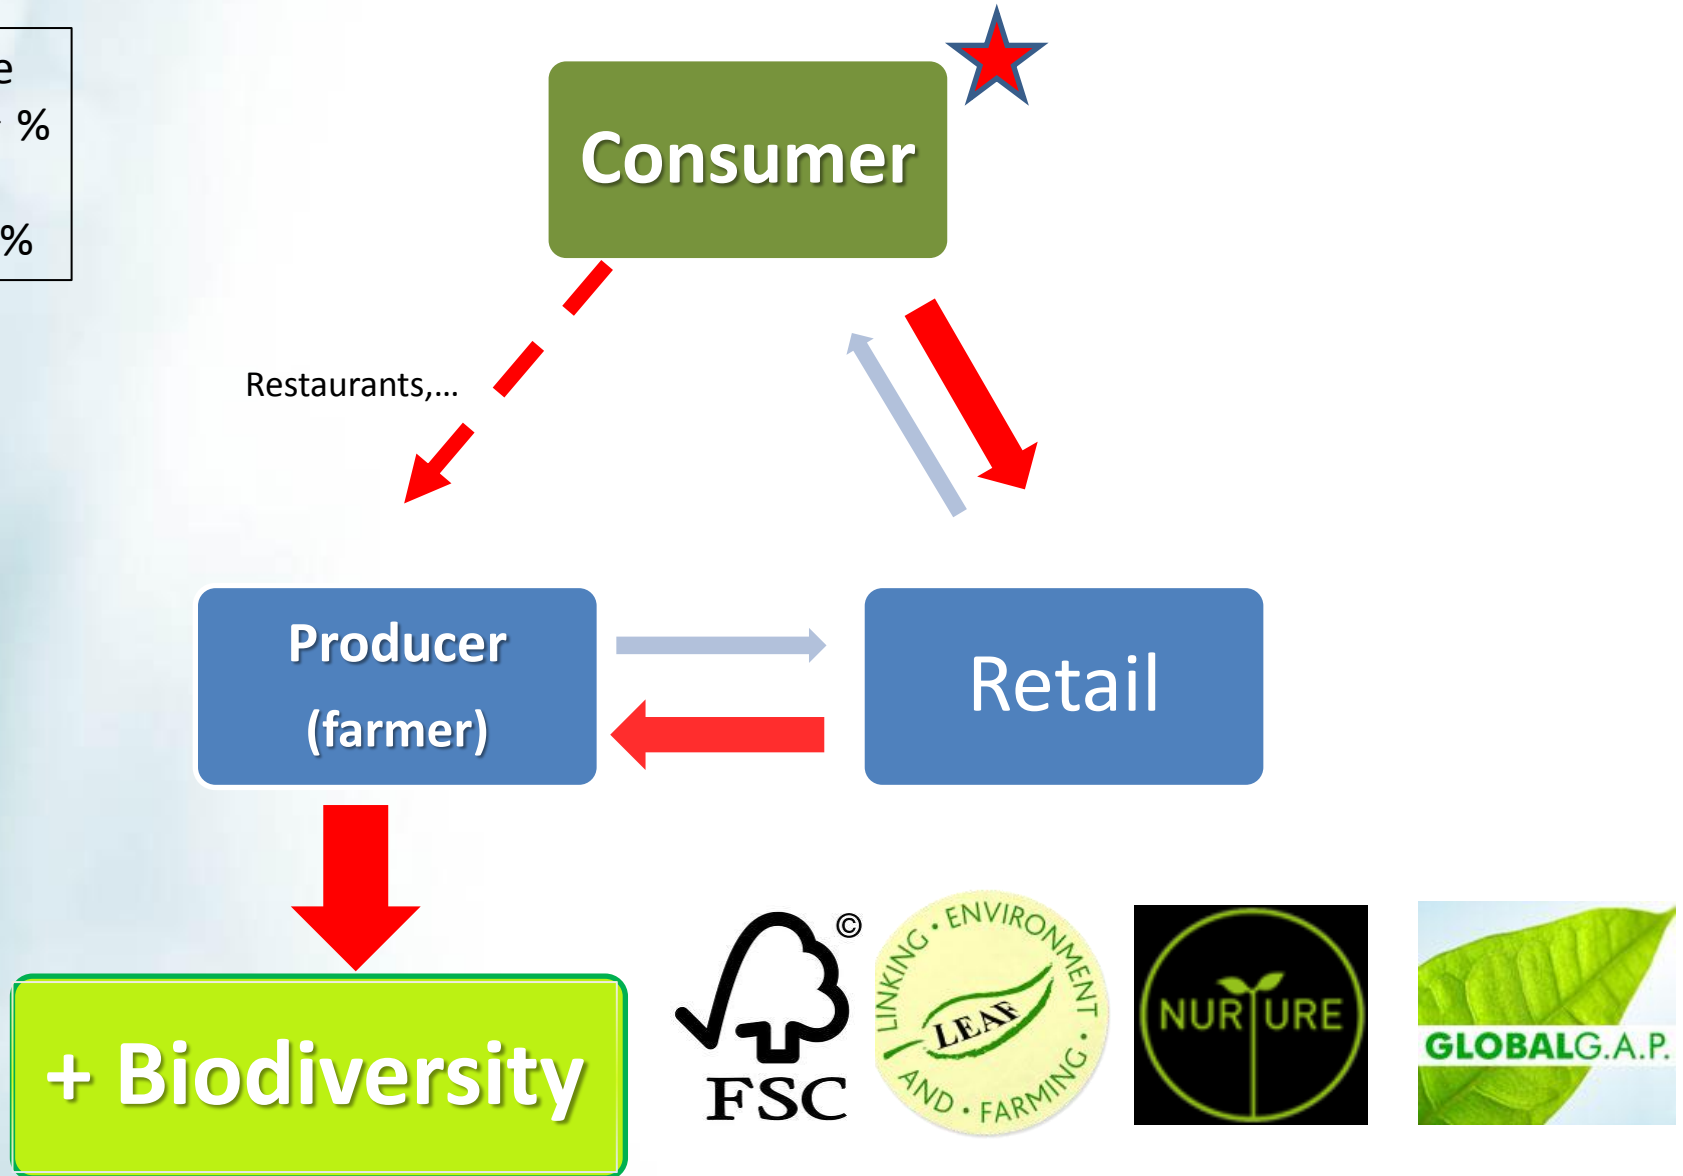 e
%
%
Consumer
Restaurants,...
Producer
(farmer)
Retail
+ Biodiversity
©
FSC
LINKING · ENVIRONMENT
AND · FARMING ·
LEAF
NURTURE
GLOBALG.A.P.